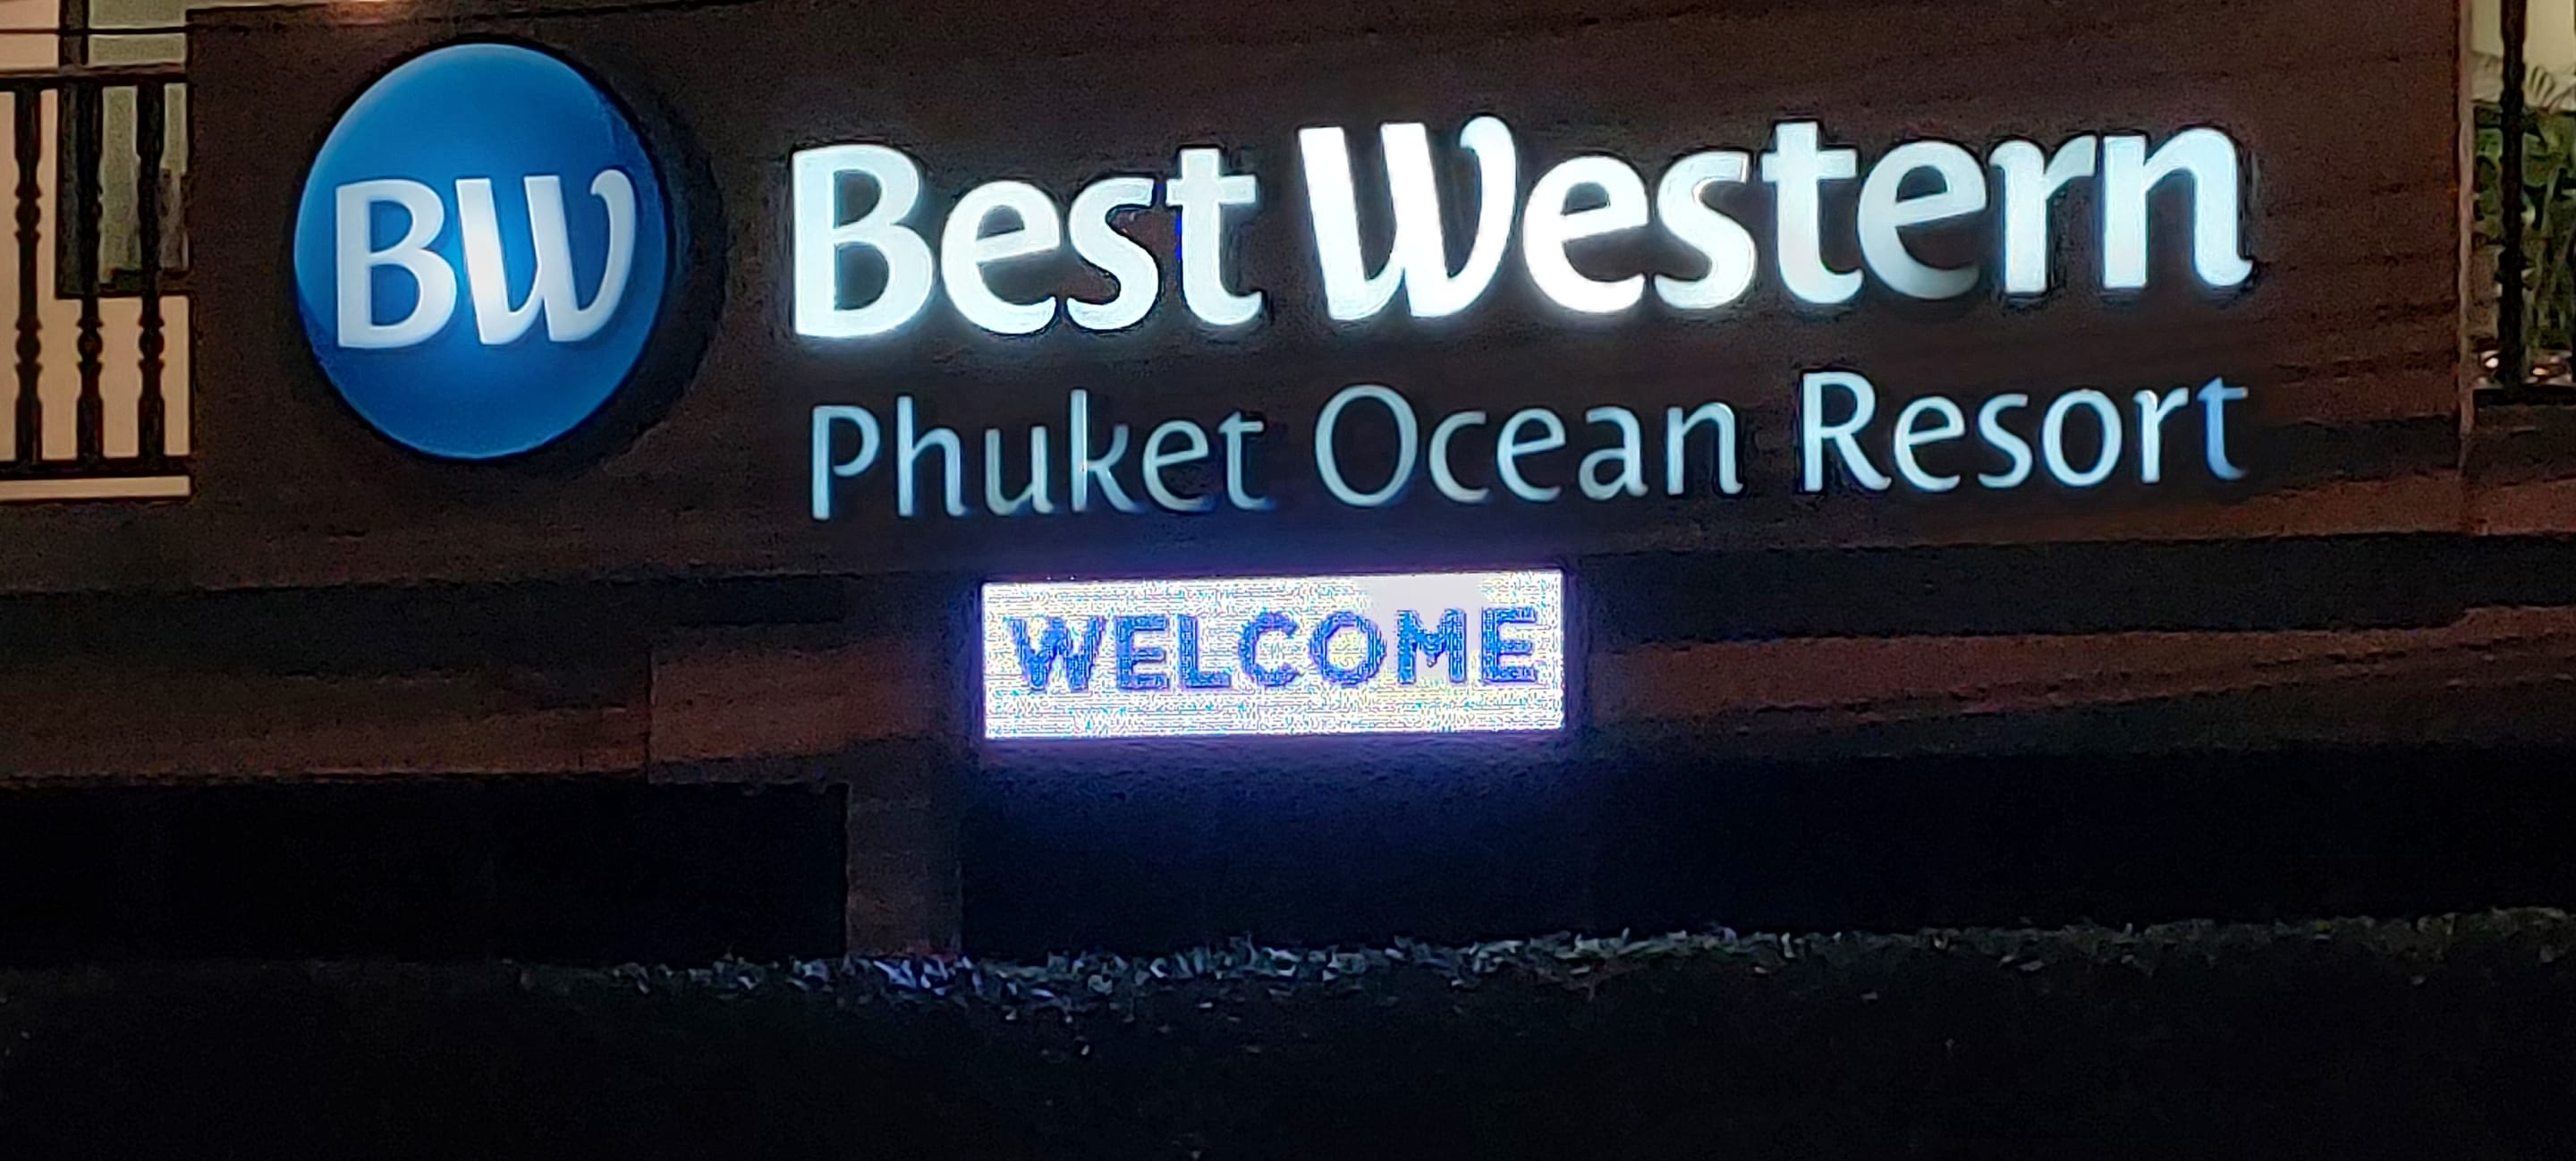 BW
Best Western
Phuket Ocean Resort
WELCOME